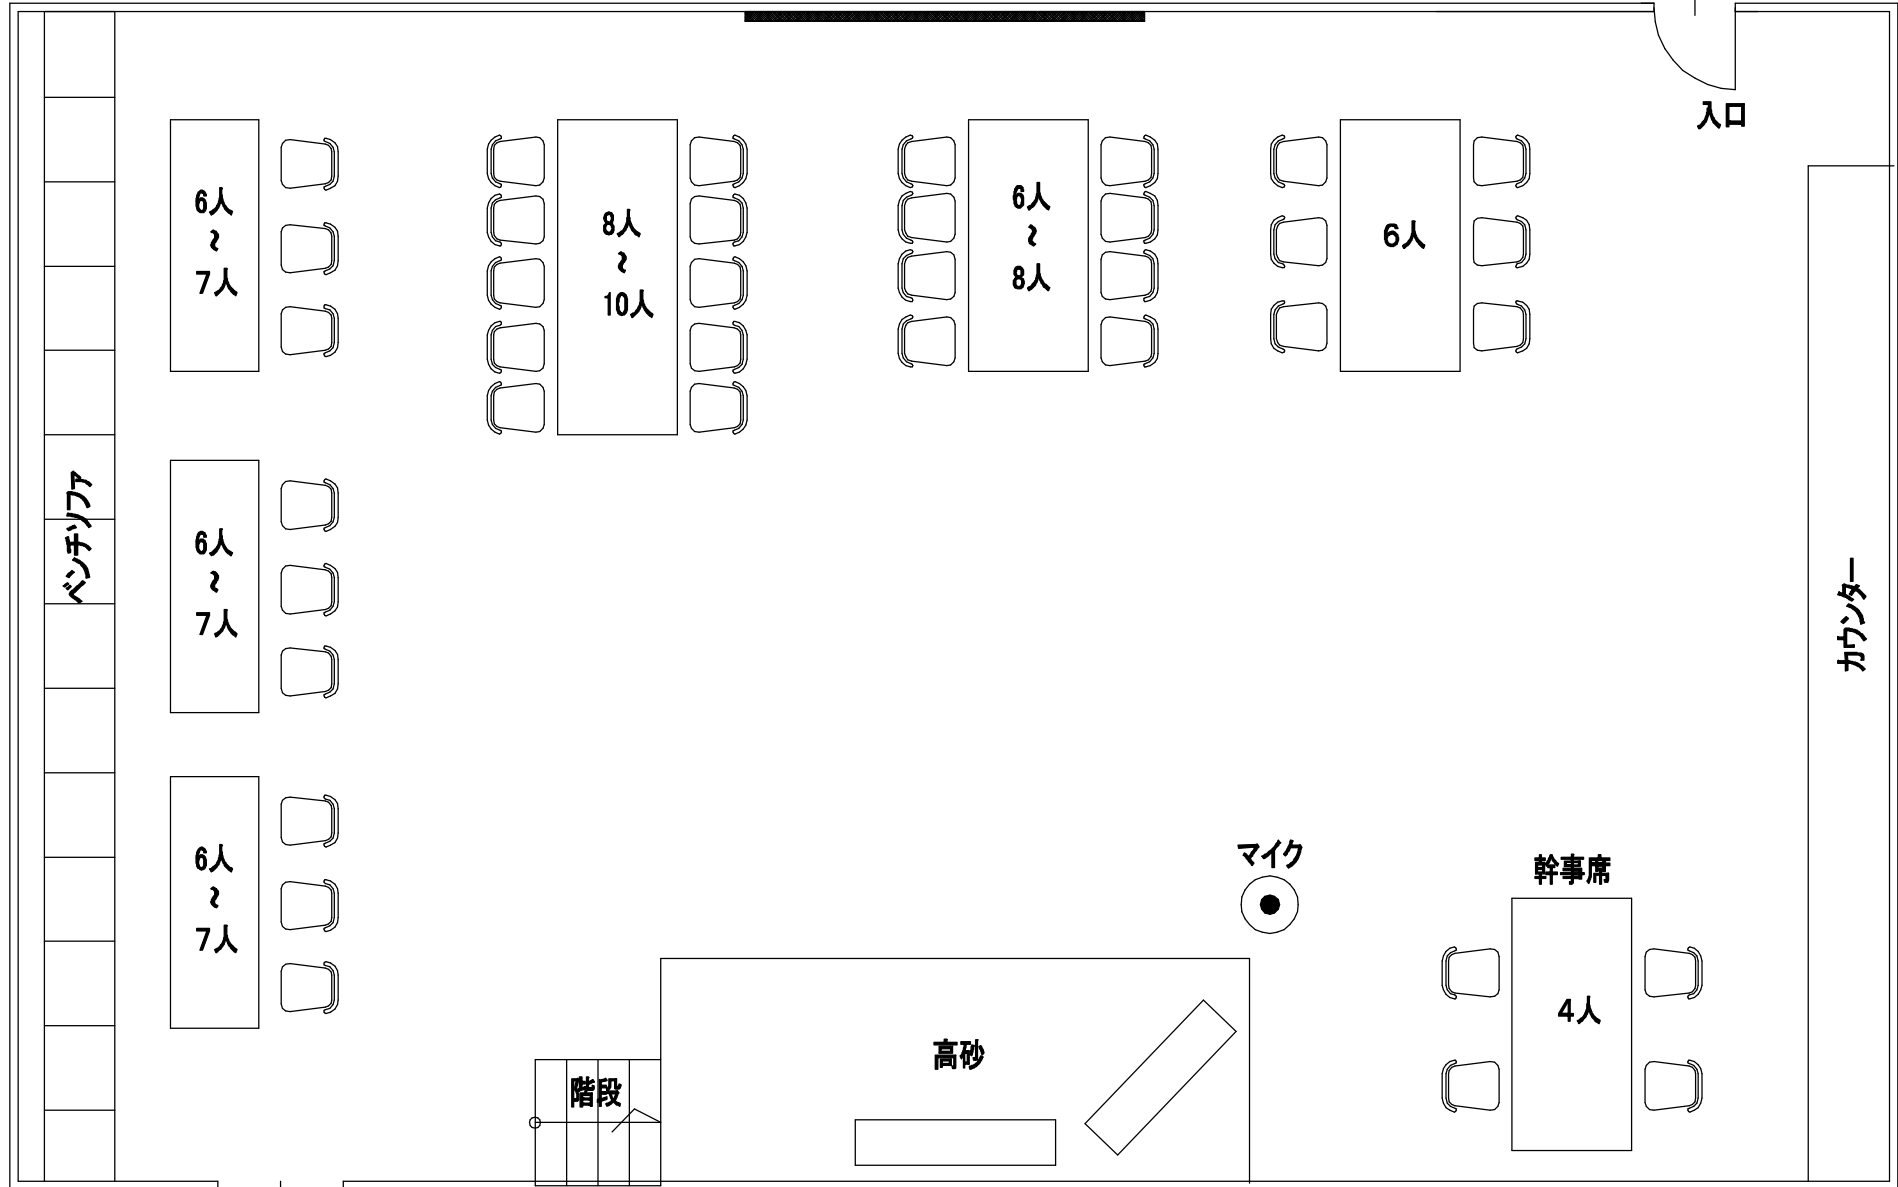 入口
6人
~
7人
8人
~
10人
6人
~
8人
6人
ベンチソファ
6人
~
7人
カウンター
6人
~
7人
マイク
幹事席
4人
高砂
階段